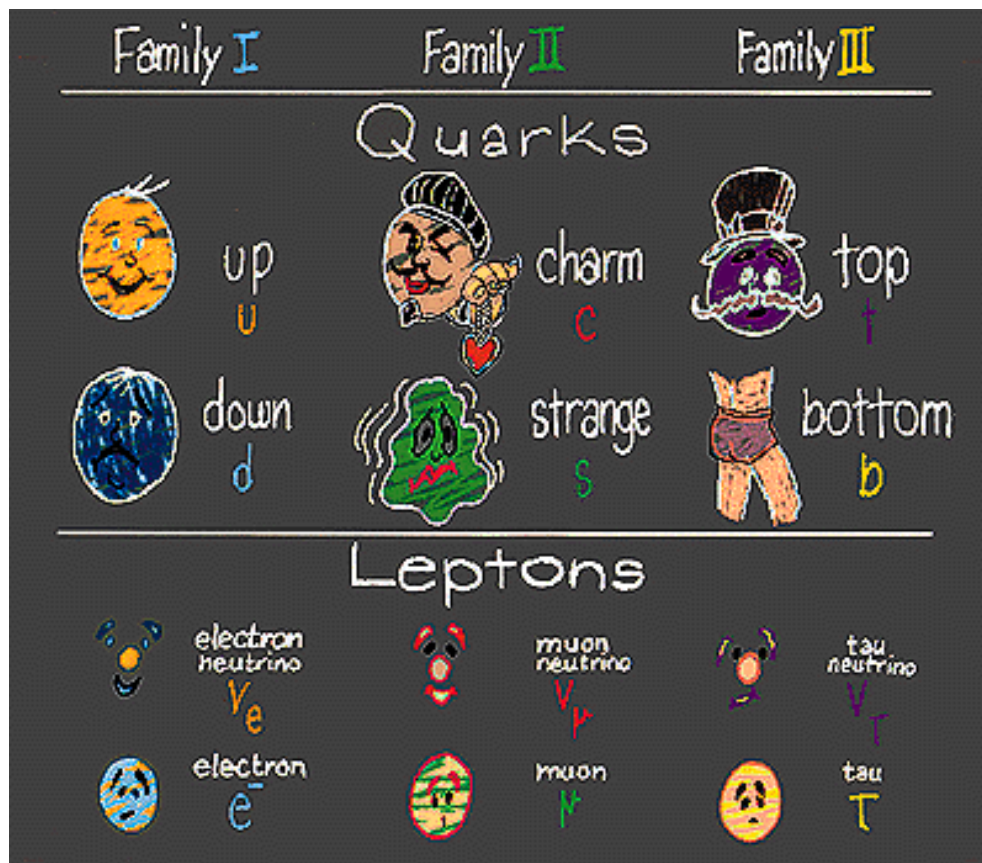 Family I Family II Family III
Quarks
up charm top
u c t
down strange bottom
d s b
Leptons
electron muon tau
neutrino neutrino neutrino
νe νμ ντ
electron muon tau
e⁻ μ τ